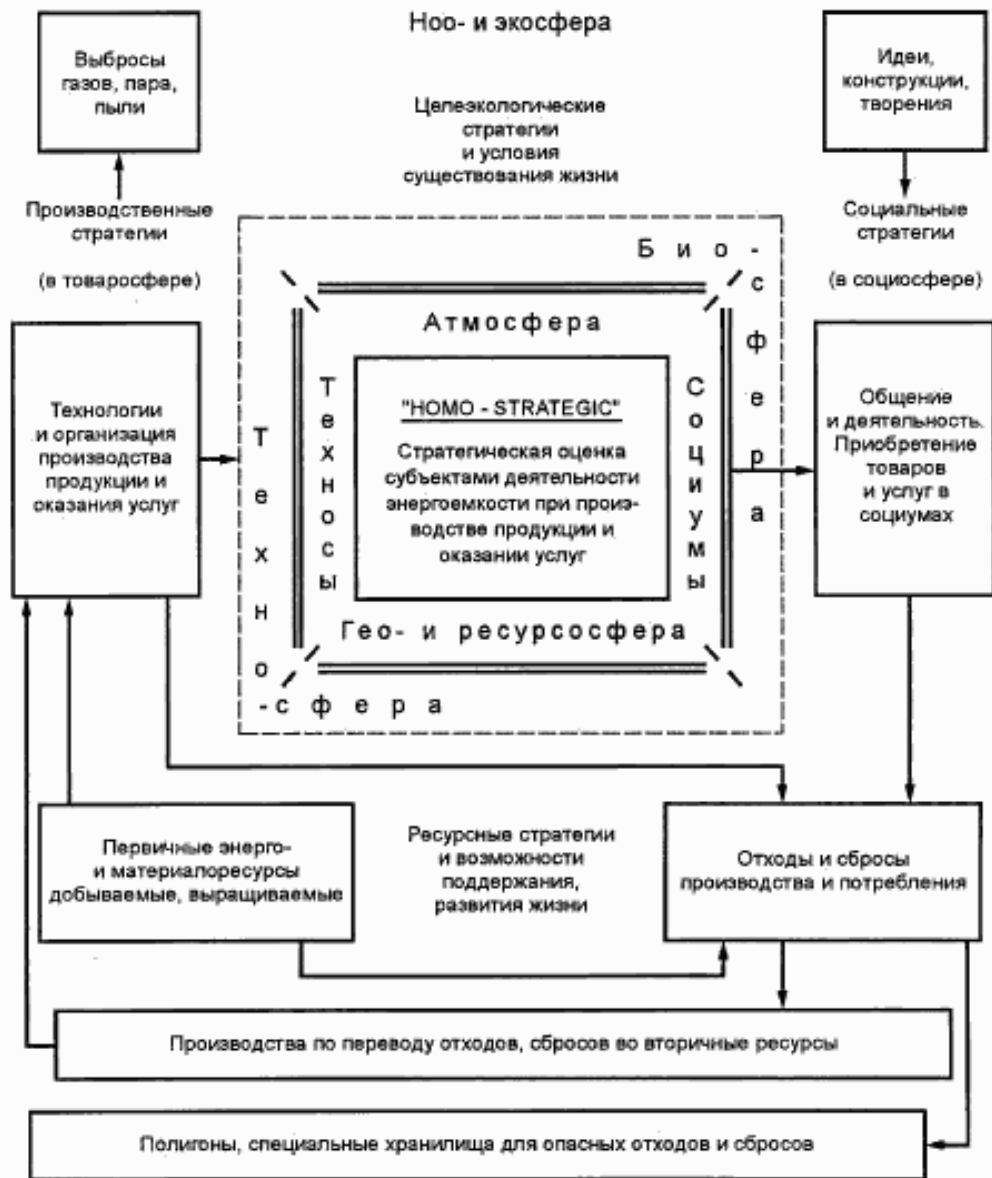 Ноо- и экосфера
Выбросы
газов, пара,
пыли
Идеи,
конструкции,
творения
Целеэкологические
стратегии
и условия
существования жизни
Производственные
стратегии
(в товаросфере)
Социальные
стратегии
(в социосфере)
Био-
сфера
Техно-
-сфера
Атмосфера
Техносы
Социумы
Гео- и ресурсосфера
"HOMO - STRATEGIC"
Стратегическая оценка
субъектами деятельности
энергоемкости при произ-
водстве продукции и
оказании услуг
Технологии
и организация
производства
продукции и
оказания услуг
Общение
и деятельность.
Приобретение
товаров
и услуг в
социумах
Первичные энерго-
и материалоресурсы
добываемые, выращиваемые
Ресурсные стратегии
и возможности
поддержания,
развития жизни
Отходы и сбросы
производства и потребления
Производства по переводу отходов, сбросов во вторичные ресурсы
Полигоны, специальные хранилища для опасных отходов и сбросов